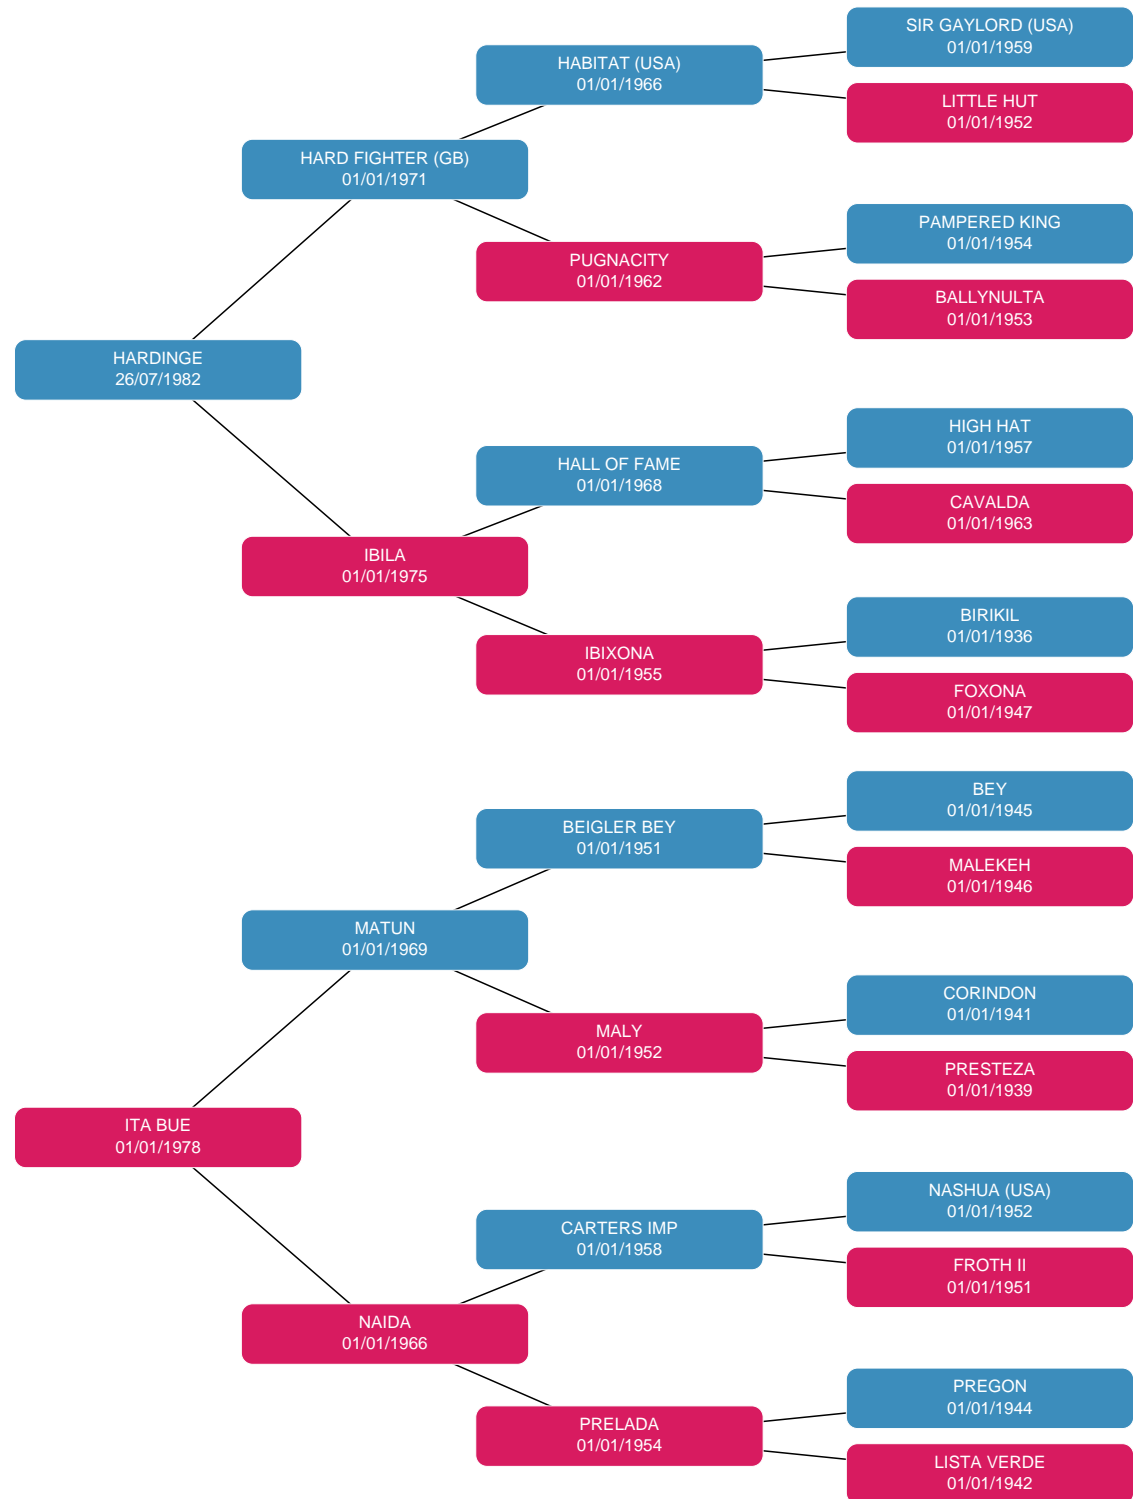 SIR GAYLORD (USA)
01/01/1959
HABITAT (USA)
01/01/1966
LITTLE HUT
01/01/1952
HARD FIGHTER (GB)
01/01/1971
PAMPERED KING
01/01/1954
PUGNACITY
01/01/1962
BALLYNULTA
01/01/1953
HARDINGE
26/07/1982
HIGH HAT
01/01/1957
HALL OF FAME
01/01/1968
CAVALDA
01/01/1963
IBILA
01/01/1975
BIRIKIL
01/01/1936
IBIXONA
01/01/1955
FOXONA
01/01/1947
BEY
01/01/1945
BEIGLER BEY
01/01/1951
MALEKEH
01/01/1946
MATUN
01/01/1969
CORINDON
01/01/1941
MALY
01/01/1952
PRESTEZA
01/01/1939
ITA BUE
01/01/1978
NASHUA (USA)
01/01/1952
CARTERS IMP
01/01/1958
FROTH II
01/01/1951
NAIDA
01/01/1966
PREGON
01/01/1944
PRELADA
01/01/1954
LISTA VERDE
01/01/1942